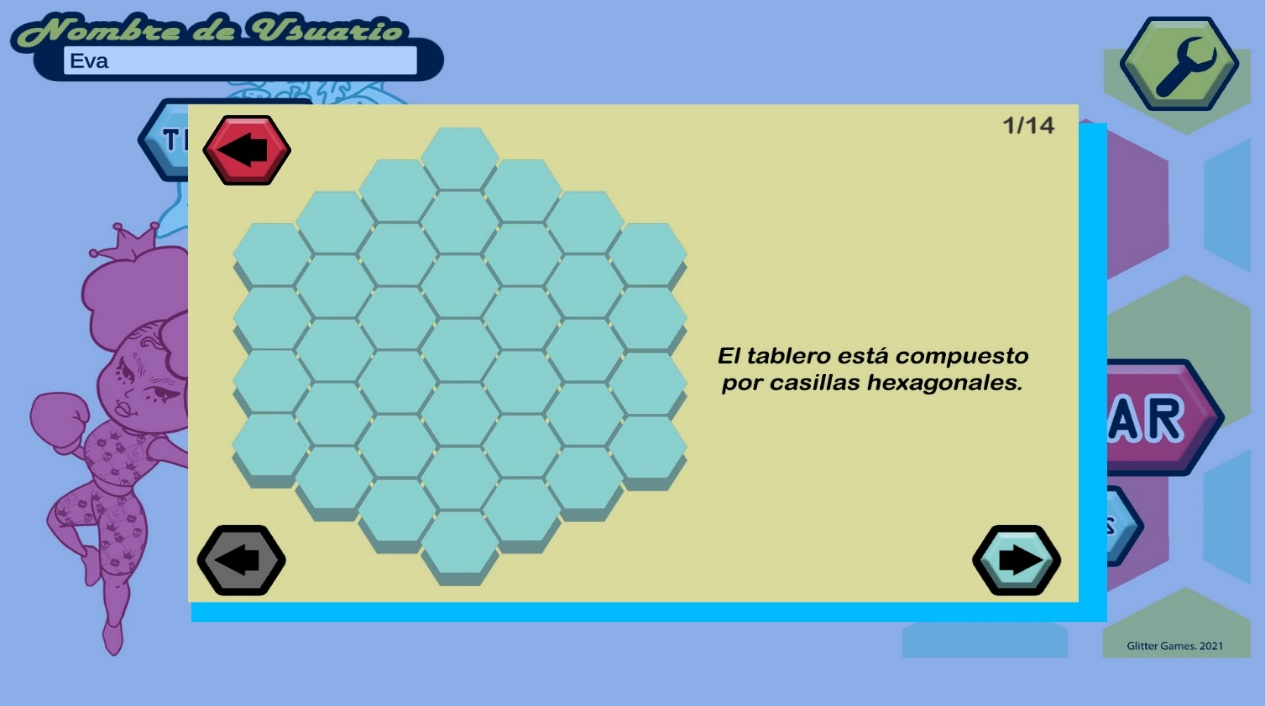 Nombre de Usuario
Eva
1/14
El tablero está compuesto
por casillas hexagonales.
Glitter Games. 2021